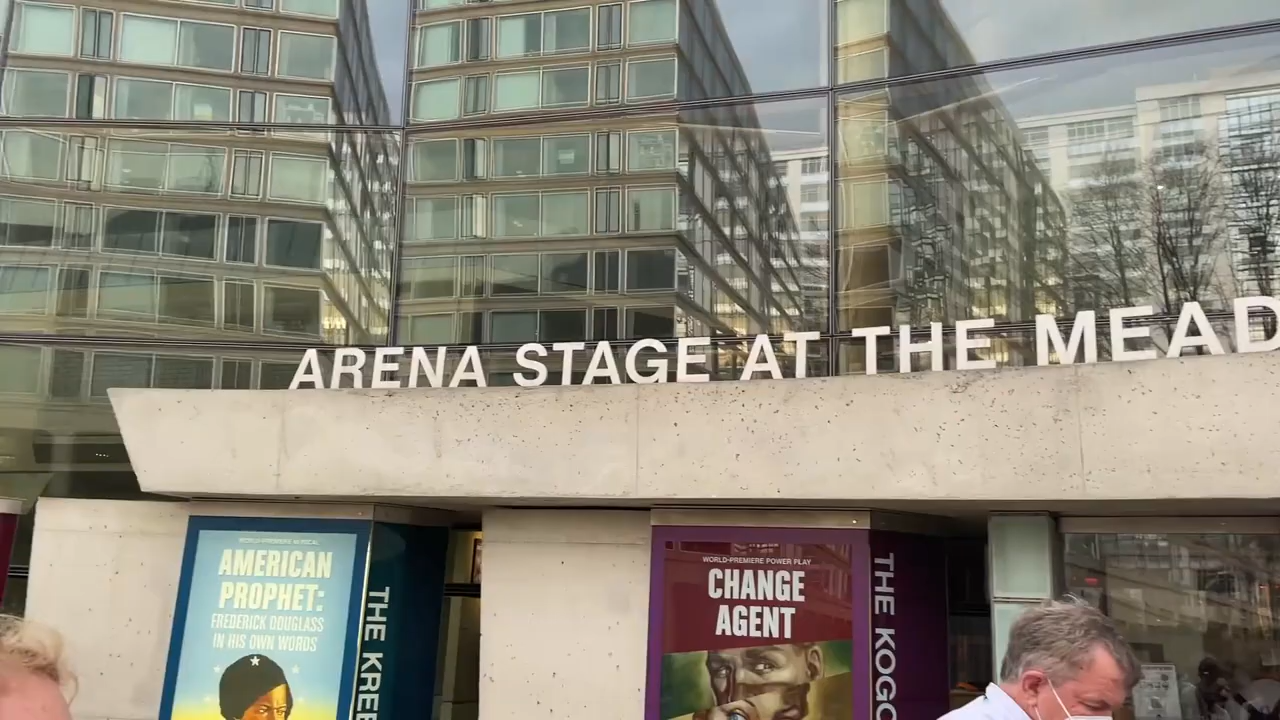 ARENA STAGE AT THE MEAD
WORLD-PREMIERE MUSICAL
AMERICAN
PROPHET:
FREDERICK DOUGLASS
IN HIS OWN WORDS
THE KREE
WORLD-PREMIERE POWER PLAY
CHANGE
AGENT
THE KOGO